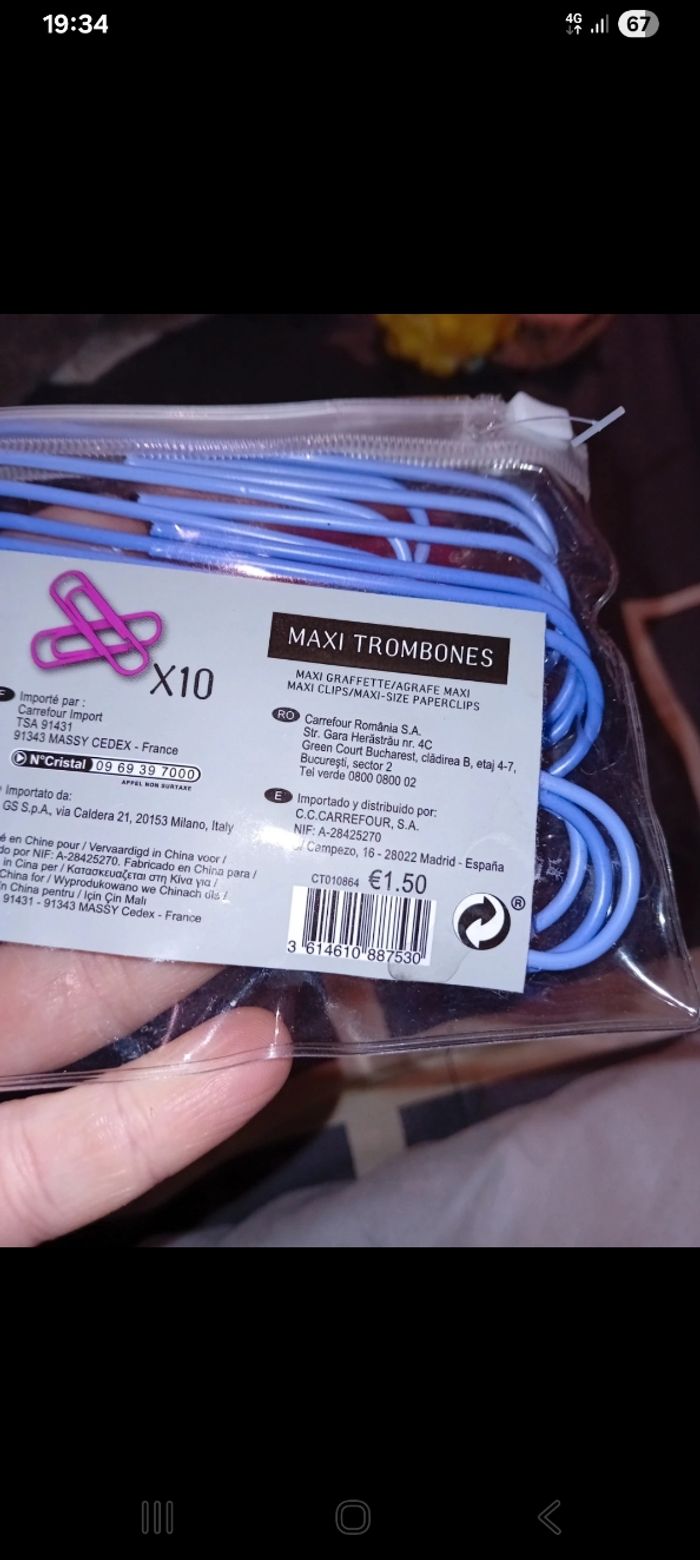 19:34
4G
67
MAXI TROMBONES
MAXI GRAFFETTE/AGRAFE MAXI
MAXI CLIPS/MAXI-SIZE PAPERCLIPS
X10
Importé par :
Carrefour Import
TSA 91431
91343 MASSY CEDEX - France
N°Cristal 09 69 39 7000
APPEL NON SURTAXE
Importato da:
GS S.p.A., via Caldera 21, 20153 Milano, Italy
é en Chine pour / Vervaardigd in China voor /
do por NIF: A-28425270. Fabricado en China para /
in Cina per / Κατασκευάζεται στη Κίνα για /
China for / Wyprodukowano we Chinach dla /
n China pentru / Için Çin Mali
91431 - 91343 MASSY Cedex - France
RO Carrefour România S.A.
Str. Gara Herăstrău nr. 4C
Green Court Bucharest, clădirea B, etaj 4-7,
Bucureşti, sector 2
Tel verde 0800 0800 02
E Importado y distribuido por:
C.C.CARREFOUR, S.A.
NIF: A-28425270
Campezo, 16 - 28022 Madrid - España
CT010864 €1.50
3 614610 887530
®